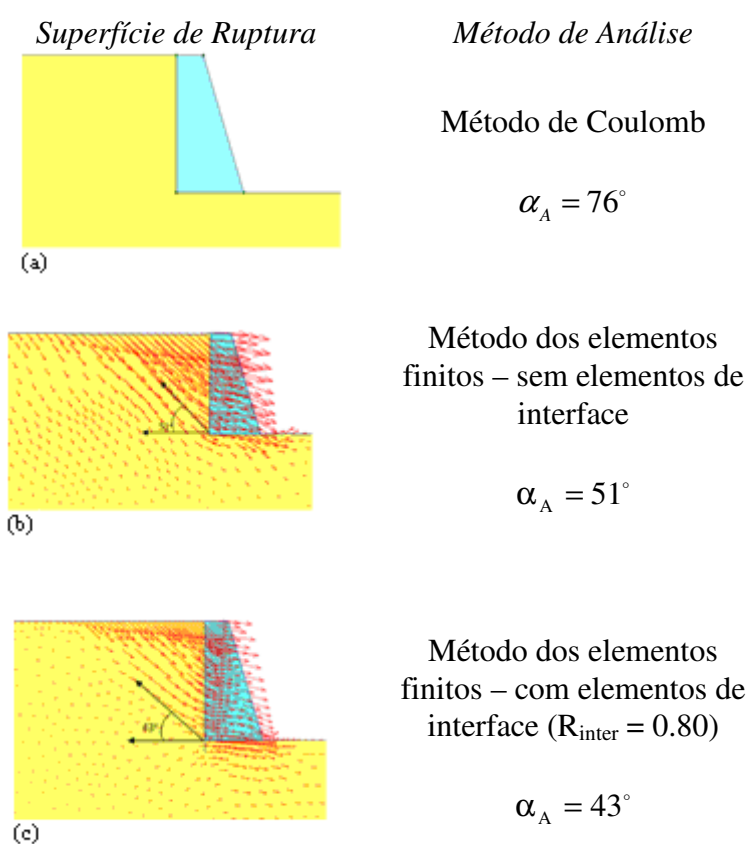 Superfície de Ruptura Método de Análise
Método de Coulomb
α_A = 76°
(a)
Método dos elementos
finitos – sem elementos de
interface
α_A = 51°
(b)
Método dos elementos
finitos – com elementos de
interface (R_inter = 0.80)
43°
α_A = 43°
(c)